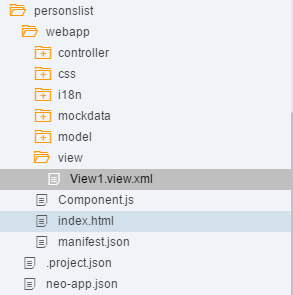 personslist
webapp
controller
css
i18n
mockdata
model
view
View1.view.xml
Component.js
index.html
manifest.json
.project.json
neo-app.json